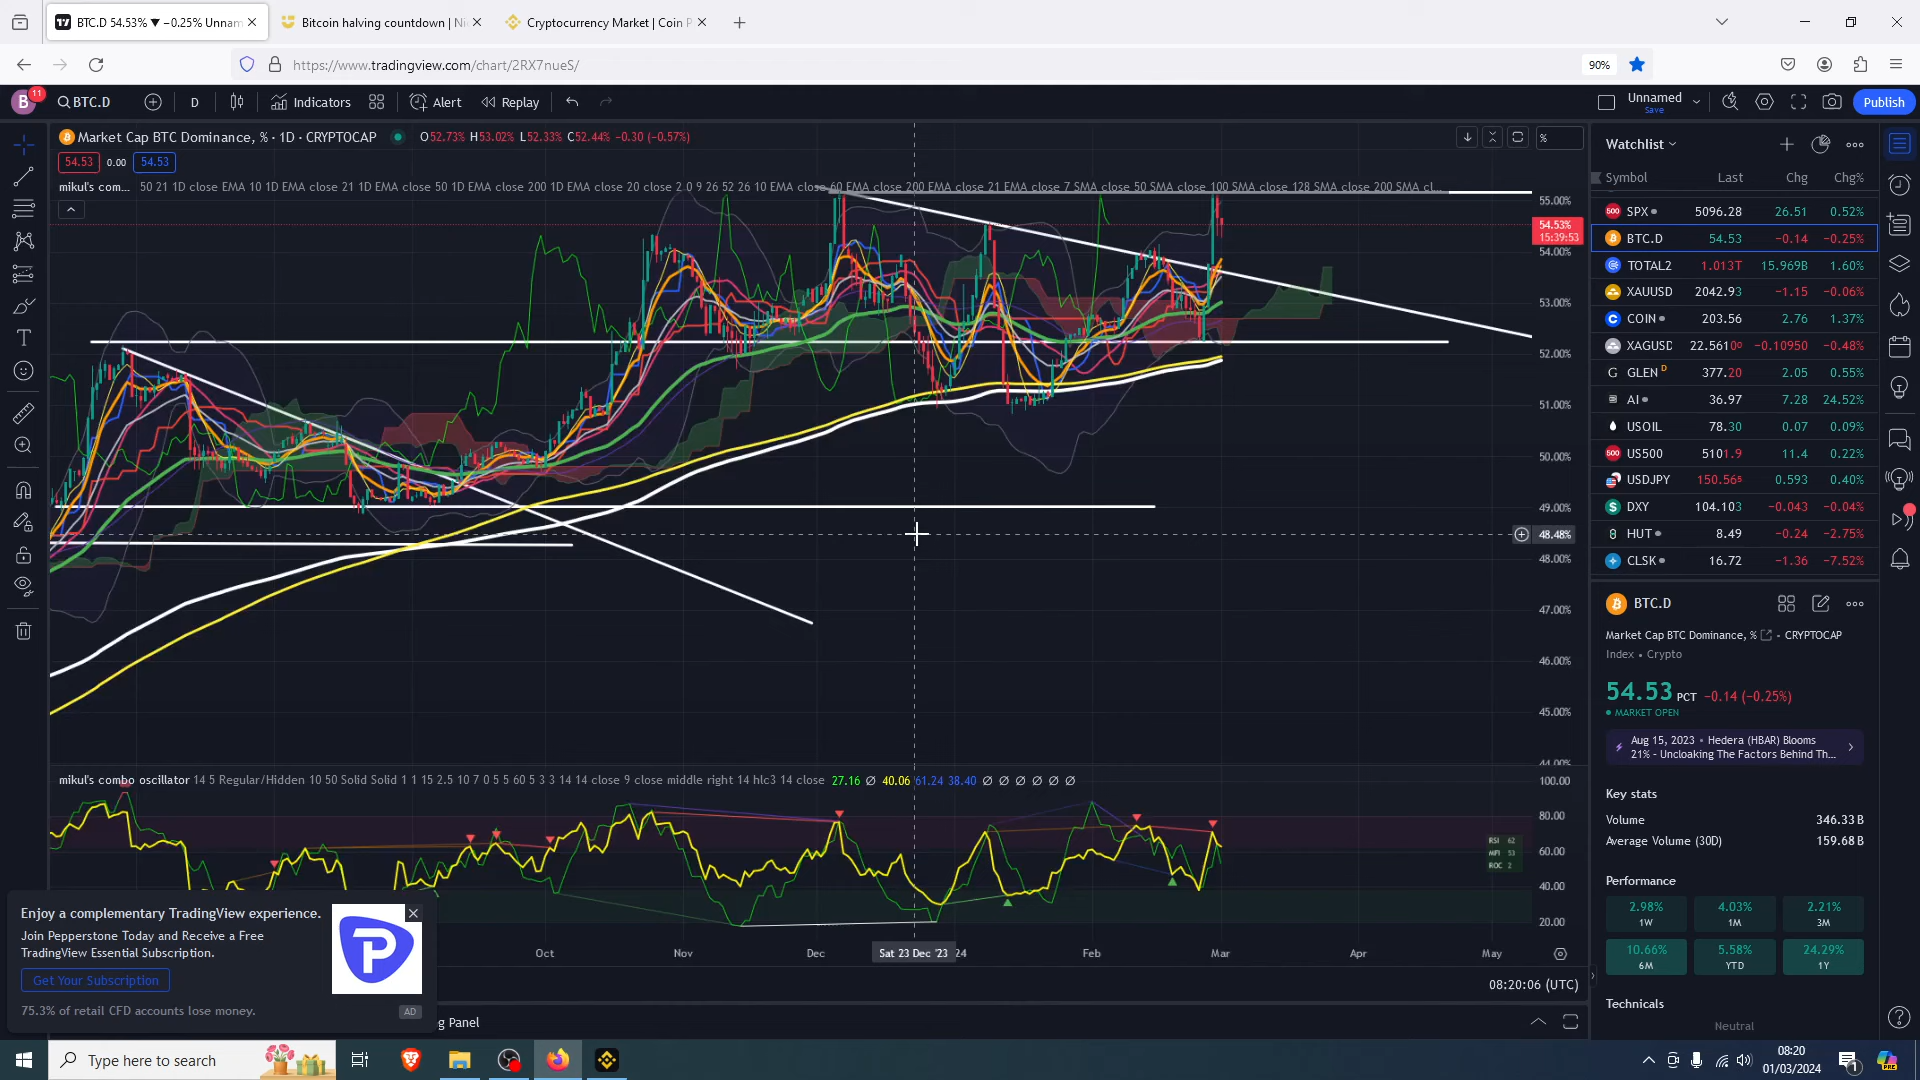 BTC.D 54.53% ▼ −0.25% Unnam
Bitcoin halving countdown | Ni
Cryptocurrency Market | Coin P
https://www.tradingview.com/chart/2RX7nueS/
90%
B 11
BTC.D
D
Indicators
Alert
Replay
Unnamed
Save
Publish
Market Cap BTC Dominance, % · 1D · CRYPTOCAP
O52.73% H53.02% L52.33% C52.44% −0.30 (−0.57%)
%
54.53 0.00 54.53
mikul's com... 50 21 1D close EMA 10 1D EMA close 21 1D EMA close 50 1D EMA close 200 1D EMA close 20 close 2 0 9 26 52 26 10 EMA close 60 EMA close 200 EMA close 21 EMA close 7 SMA close 50 SMA close 100 SMA close 128 SMA close 200 SMA cl...
55.00%
54.53%
15:39:53
54.00%
53.00%
52.00%
51.00%
50.00%
49.00%
48.48%
48.00%
47.00%
46.00%
45.00%
44.00%
mikul's combo oscillator 14 5 Regular/Hidden 10 50 Solid Solid 1 1 15 2.5 10 7 0 5 5 60 5 3 3 14 14 close 9 close middle right 14 hlc3 14 close 27.16 Ø 40.06 61.24 38.40 Ø Ø Ø Ø Ø Ø
100.00
80.00
60.00
40.00
20.00
RSI 62
MFI 53
ROC 2
Oct Nov Dec Sat 23 Dec '23 24 Feb Mar Apr May
08:20:06 (UTC)
g Panel
Enjoy a complementary TradingView experience.
Join Pepperstone Today and Receive a Free
TradingView Essential Subscription.
Get Your Subscription
75.3% of retail CFD accounts lose money.
AD
Watchlist
Symbol Last Chg Chg%
SPX 5096.28 26.51 0.52%
BTC.D 54.53 −0.14 −0.25%
TOTAL2 1.013T 15.969B 1.60%
XAUUSD 2042.93 −1.15 −0.06%
COIN 203.56 2.76 1.37%
XAGUSD 22.5610⁰ −0.10950 −0.48%
GLEN D 377.20 2.05 0.55%
AI 36.97 7.28 24.52%
USOIL 78.30 0.07 0.09%
US500 5101.9 11.4 0.22%
USDJPY 150.56⁵ 0.593 0.40%
DXY 104.103 −0.043 −0.04%
HUT 8.49 −0.24 −2.75%
CLSK 16.72 −1.36 −7.52%
BTC.D
Market Cap BTC Dominance, % • CRYPTOCAP
Index • Crypto
54.53 PCT −0.14 (−0.25%)
MARKET OPEN
Aug 15, 2023 • Hedera (HBAR) Blooms
21% - Uncloaking The Factors Behind Th...
Key stats
Volume 346.33B
Average Volume (30D) 159.68B
Performance
2.98% 4.03% 2.21%
1W 1M 3M
10.66% 5.58% 24.29%
6M YTD 1Y
Technicals
Neutral
Type here to search
08:20
01/03/2024
1
PRE